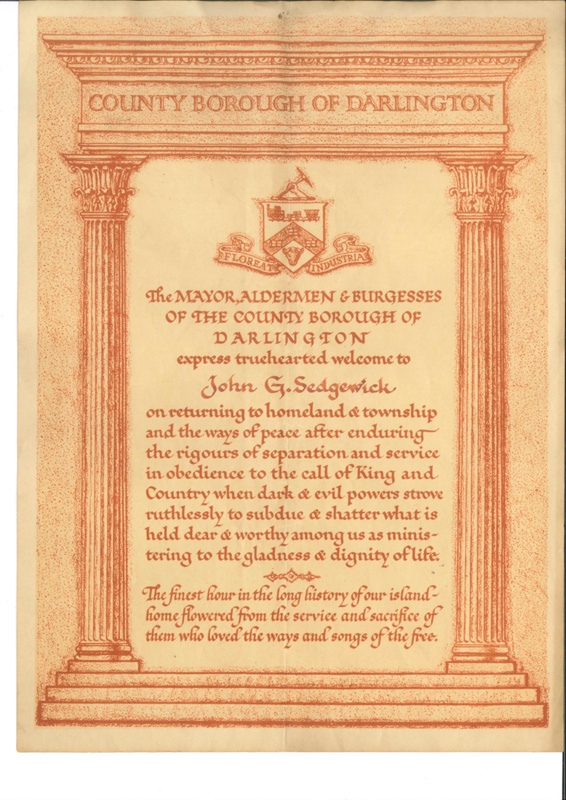 COUNTY BOROUGH OF DARLINGTON
FLOREAT INDUSTRIA
The MAYOR, ALDERMEN & BURGESSES
OF THE COUNTY BOROUGH OF
DARLINGTON
express truehearted welcome to
John G. Sedgewick
on returning to homeland & township
and the ways of peace after enduring
the rigours of separation and service
in obedience to the call of King and
Country when dark & evil powers strove
ruthlessly to subdue & shatter what is
held dear & worthy among us as minis-
tering to the gladness & dignity of life.
The finest hour in the long history of our island-
home flowered from the service and sacrifice of
them who loved the ways and songs of the free.